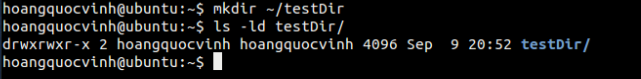 hoangquocvinh@ubuntu:~$ mkdir ~/testDir
hoangquocvinh@ubuntu:~$ ls -ld testDir/
drwxrwxr-x 2 hoangquocvinh hoangquocvinh 4096 Sep  9 20:52 testDir/
hoangquocvinh@ubuntu:~$